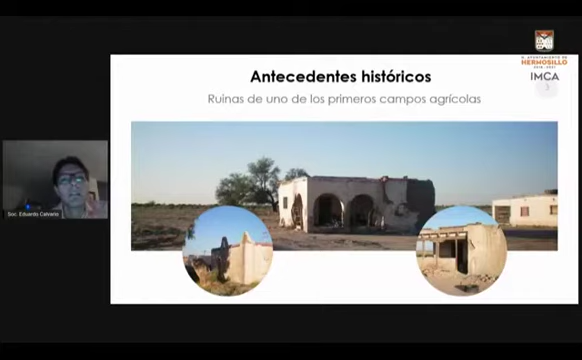 HERMOSILLO
IMCA
Antecedentes históricos
Ruinas de uno de los primeros campos agrícolas
Soc. Eduardo Calvario